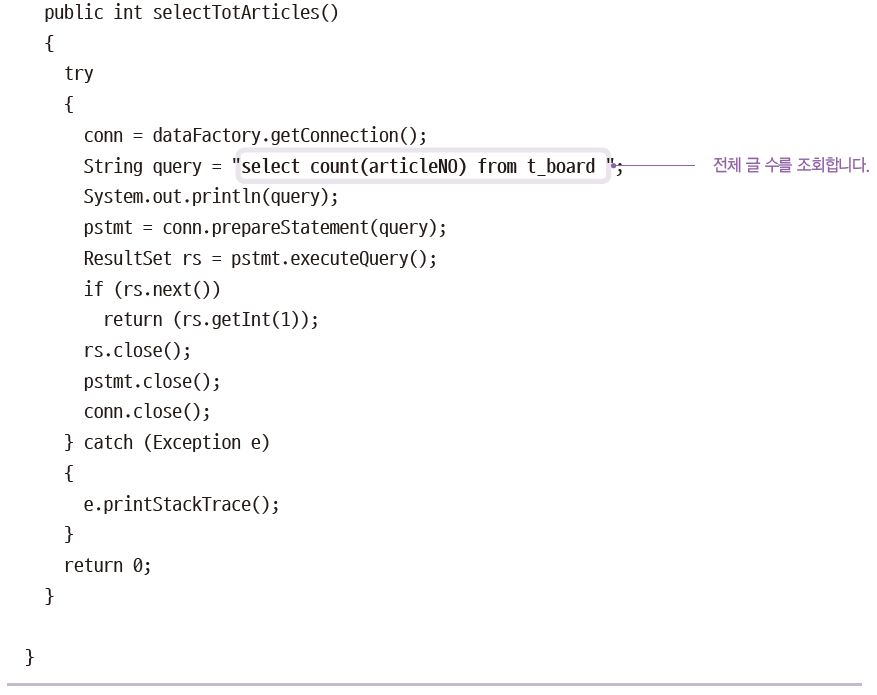 public int selectTotArticles()
{
try
{
conn = dataFactory.getConnection();
String query = "select count(articleNO) from t_board "; 전체 글 수를 조회합니다.
System.out.println(query);
pstmt = conn.prepareStatement(query);
ResultSet rs = pstmt.executeQuery();
if (rs.next())
return (rs.getInt(1));
rs.close();
pstmt.close();
conn.close();
} catch (Exception e)
{
e.printStackTrace();
}
return 0;
}
}